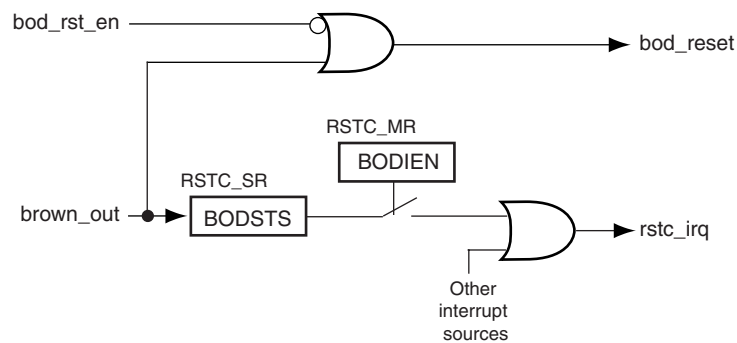 bod_rst_en
bod_reset
RSTC_MR
BODIEN
RSTC_SR
brown_out
BODSTS
rstc_irq
Other
interrupt
sources